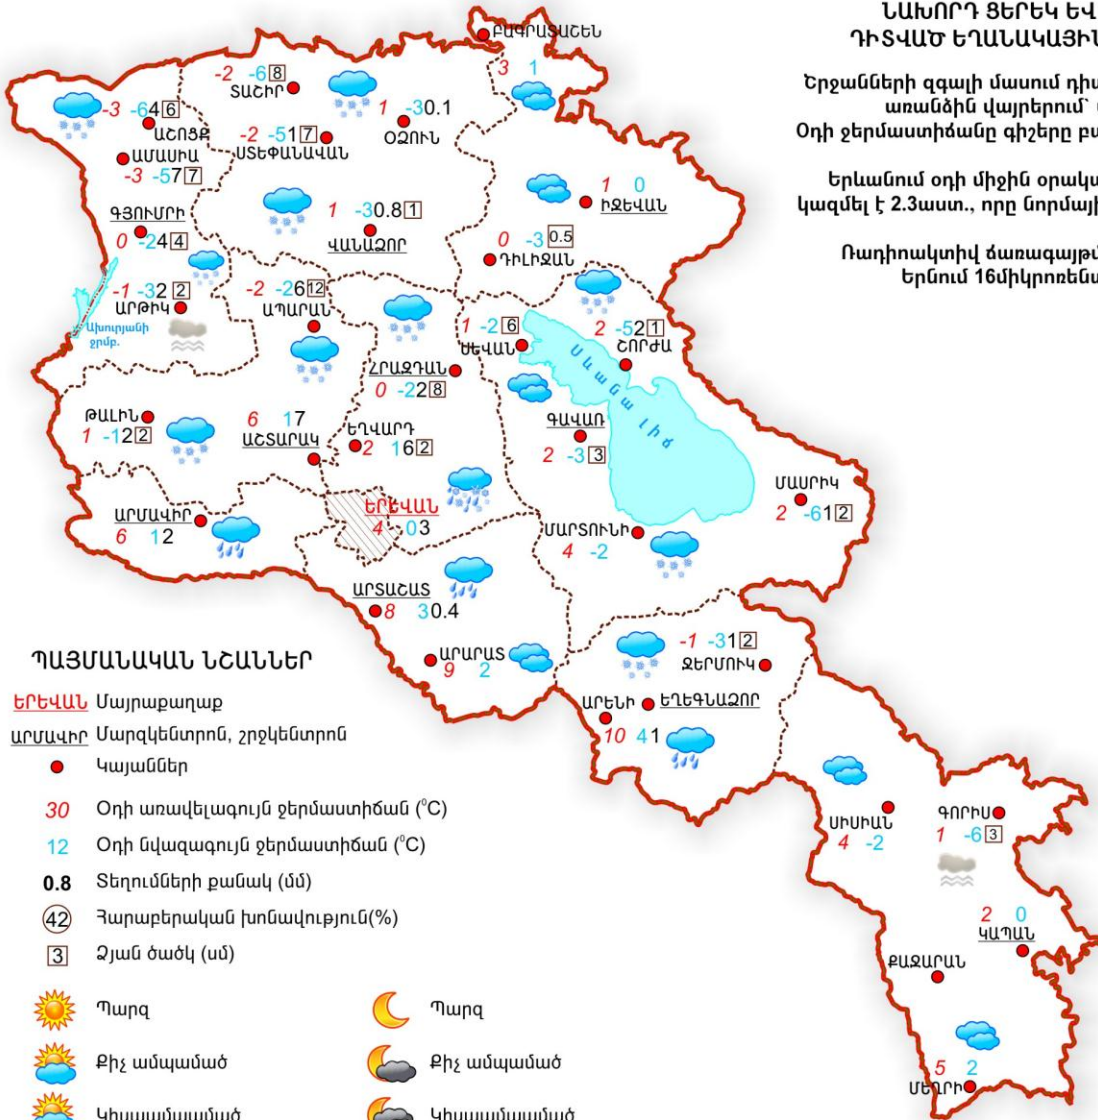 ՆԱԽՈՐԴ ՑԵՐԵԿ ԵՎ
ԴԻՏՎԱԾ ԵՂԱՆԱԿԱՅԻՆ
Շրջանների զգալի մասում
առանձին վայրերում՝
Օդի ջերմաստիճանը գիշերը
Երևանում օդի միջին
կազմել է 2.3աստ., որը
Ռադիոակտիվ
Երնում
ԲԱԳՐԱՏԱՇԵՆ
3 1
-2 -6 8
ՏԱՇԻՐ
-3 -6 4 6
ԱՇՈՑՔ
1 -3 0.1
ՕՁՈՒՆ
-2 -5 1 7
ՍՏԵՓԱՆԱՎԱՆ
ԱՄԱՍԻԱ
-3 -5 7 7
ԳՅՈՒՄՐԻ
0 -2 4 4
1 -3 0.8 1
ՎԱՆԱՁՈՐ
1 0
ԻՋԵՎԱՆ
0 -3 0.5
ԴԻԼԻՋԱՆ
-1 -3 2 2
ԱՐԹԻԿ
Ախուրյանի
ջրմբ.
-2 -2 6 12
ԱՊԱՐԱՆ
1 -2 6
ՍԵՎԱՆ
2 -5 2 1
ՇՈՐԺԱ
Սևանա լիճ
ՀՐԱԶԴԱՆ
0 -2 2 8
ԹԱԼԻՆ
1 -1 2 2
6 1 7
ԱՇՏԱՐԱԿ
ԵՂՎԱՐԴ
2 1 6 2
ԳԱՎԱՌ
2 -3 3
ՄԱՍՐԻԿ
2 -6 1 2
ԱՐՄԱՎԻՐ
6 1 2
ԵՐԵՎԱՆ
4 0 3
ՄԱՐՏՈՒՆԻ
4 -2
ԱՐՏԱՇԱՏ
8 3 0.4
ԱՐԱՐԱՏ
9 2
-1 -3 1 2
ՋԵՐՄՈՒԿ
ԱՐԵՆԻ
ԵՂԵԳՆԱՁՈՐ
10 4 1
ՍԻՍԻԱՆ
4 -2
ԳՈՐԻՍ
1 -6 3
2 0
ԿԱՊԱՆ
ՔԱՋԱՐԱՆ
5 2
ՄԵՂՐԻ
ՊԱՅՄԱՆԱԿԱՆ ՆՇԱՆՆԵՐ
ԵՐԵՎԱՆ Մայրաքաղաք
ԱՐՄԱՎԻՐ Մարզկենտրոն, շրջկենտրոն
Կայաններ
30 Օդի առավելագույն ջերմաստիճան (⁰C)
12 Օդի նվազագույն ջերմաստիճան (⁰C)
0.8 Տեղումների քանակ (մմ)
42 Հարաբերական խոնավություն(%)
3 Ձյան ծածկ (սմ)
Պարզ Պարզ
Քիչ ամպամած Քիչ ամպամած